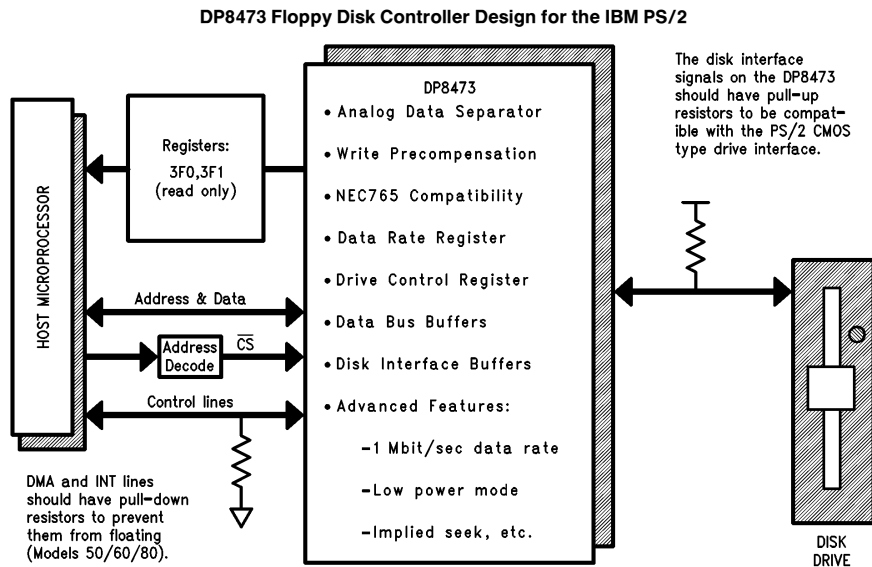 DP8473 Floppy Disk Controller Design for the IBM PS/2
The disk interface
signals on the DP8473
should have pull-up
resistors to be compat-
ible with the PS/2 CMOS
type drive interface.
HOST MICROPROCESSOR
Registers:
3F0,3F1
(read only)
Address & Data
Address
Decode
CS
Control lines
DMA and INT lines
should have pull-down
resistors to prevent
them from floating
(Models 50/60/80).
DP8473
• Analog Data Separator
• Write Precompensation
• NEC765 Compatibility
• Data Rate Register
• Drive Control Register
• Data Bus Buffers
• Disk Interface Buffers
• Advanced Features:
-1 Mbit/sec data rate
-Low power mode
-Implied seek, etc.
DISK
DRIVE